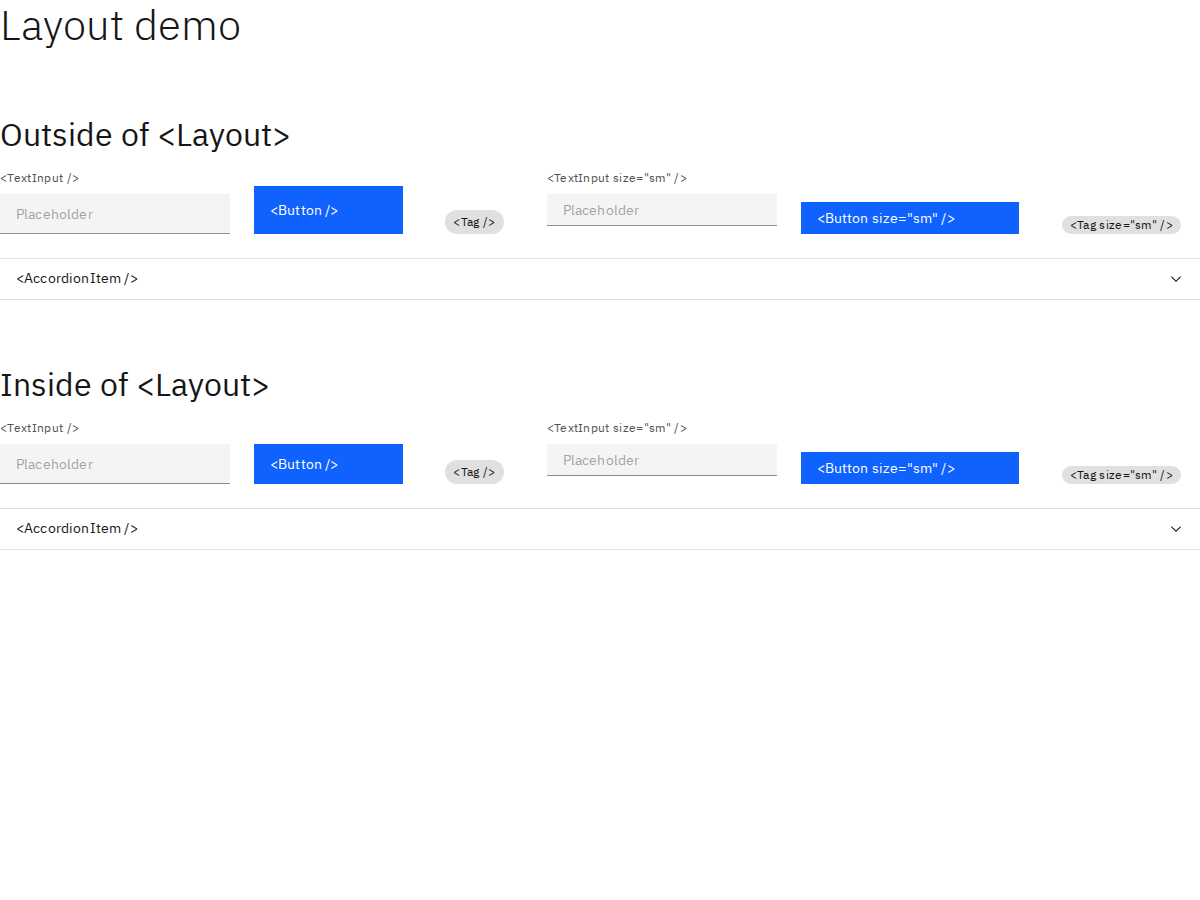 Layout demo
Outside of <Layout>
<TextInput /> <TextInput size="sm" />
Placeholder <Button /> <Tag /> Placeholder <Button size="sm" /> <Tag size="sm" />
<AccordionItem />
Inside of <Layout>
<TextInput /> <TextInput size="sm" />
Placeholder <Button /> <Tag /> Placeholder <Button size="sm" /> <Tag size="sm" />
<AccordionItem />